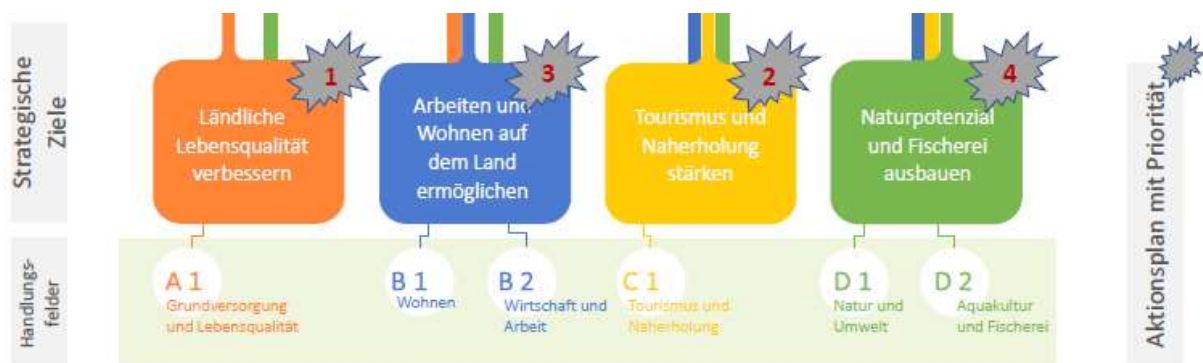 Strategische
Ziele
1
Ländliche
Lebensqualität
verbessern
3
Arbeiten und
Wohnen auf
dem Land
ermöglichen
2
Tourismus und
Naherholung
stärken
4
Naturpotenzial
und Fischerei
ausbauen
Aktionsplan mit Priorität
Handlungs-
felder
A 1
Grundversorgung
und Lebensqualität
B 1
Wohnen
B 2
Wirtschaft und
Arbeit
C 1
Tourismus und
Naherholung
D 1
Natur und
Umwelt
D 2
Aquakultur
und Fischerei